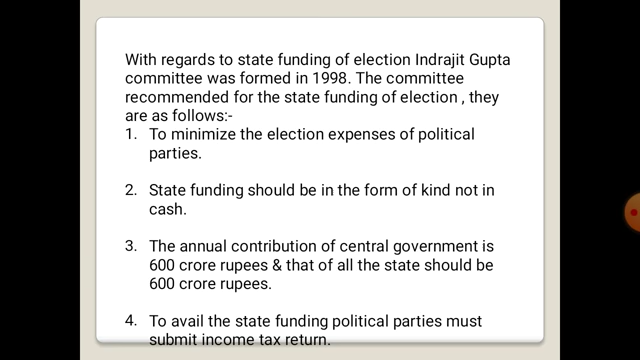 With regards to state funding of election Indrajit Gupta
committee was formed in 1998. The committee
recommended for the state funding of election , they
are as follows:-
1. To minimize the election expenses of political
parties.
2. State funding should be in the form of kind not in
cash.
3. The annual contribution of central government is
600 crore rupees & that of all the state should be
600 crore rupees.
4. To avail the state funding political parties must
submit income tax return.